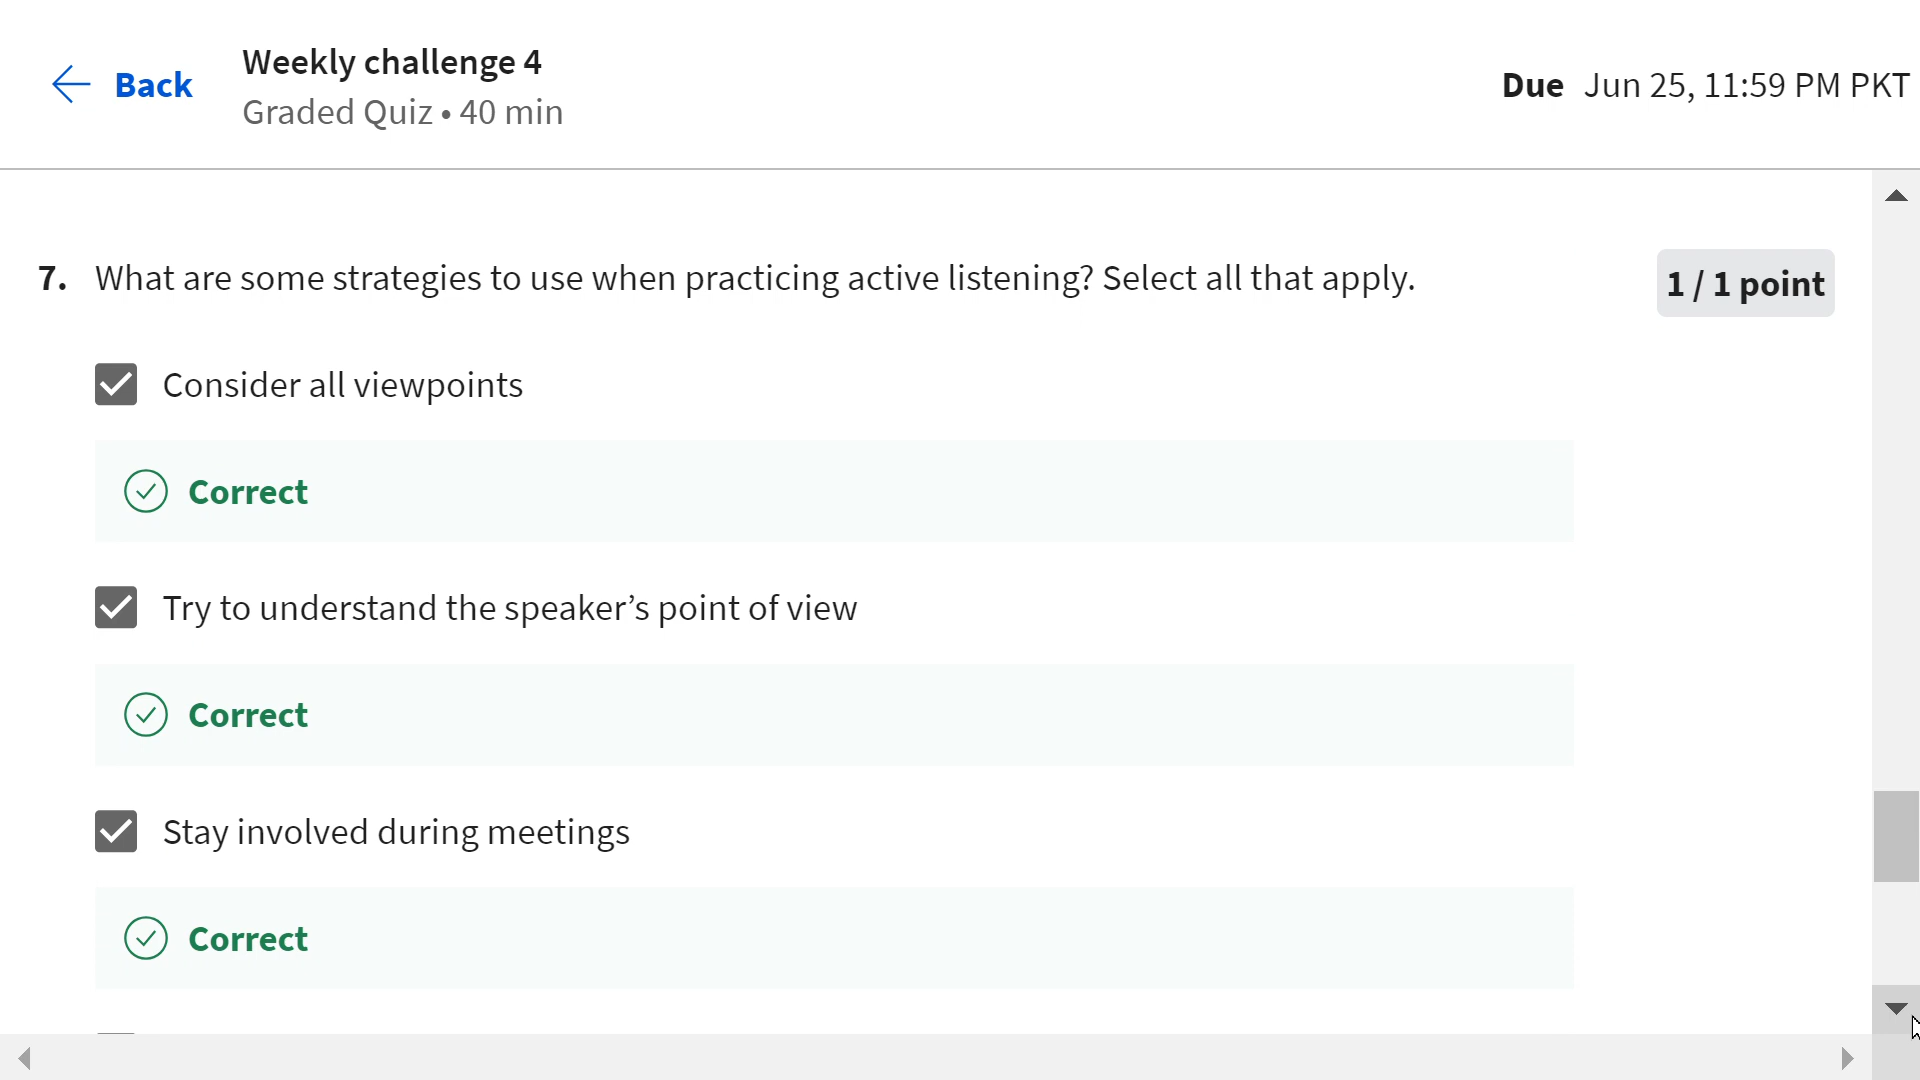 Back
Weekly challenge 4
Graded Quiz • 40 min
Due Jun 25, 11:59 PM PKT
7. What are some strategies to use when practicing active listening? Select all that apply.
1 / 1 point
Consider all viewpoints
Correct
Try to understand the speaker’s point of view
Correct
Stay involved during meetings
Correct